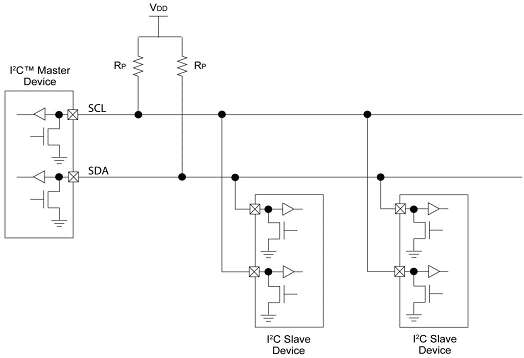 VDD
RP
RP
I²C™ Master
Device
SCL
SDA
I²C Slave
Device
I²C Slave
Device